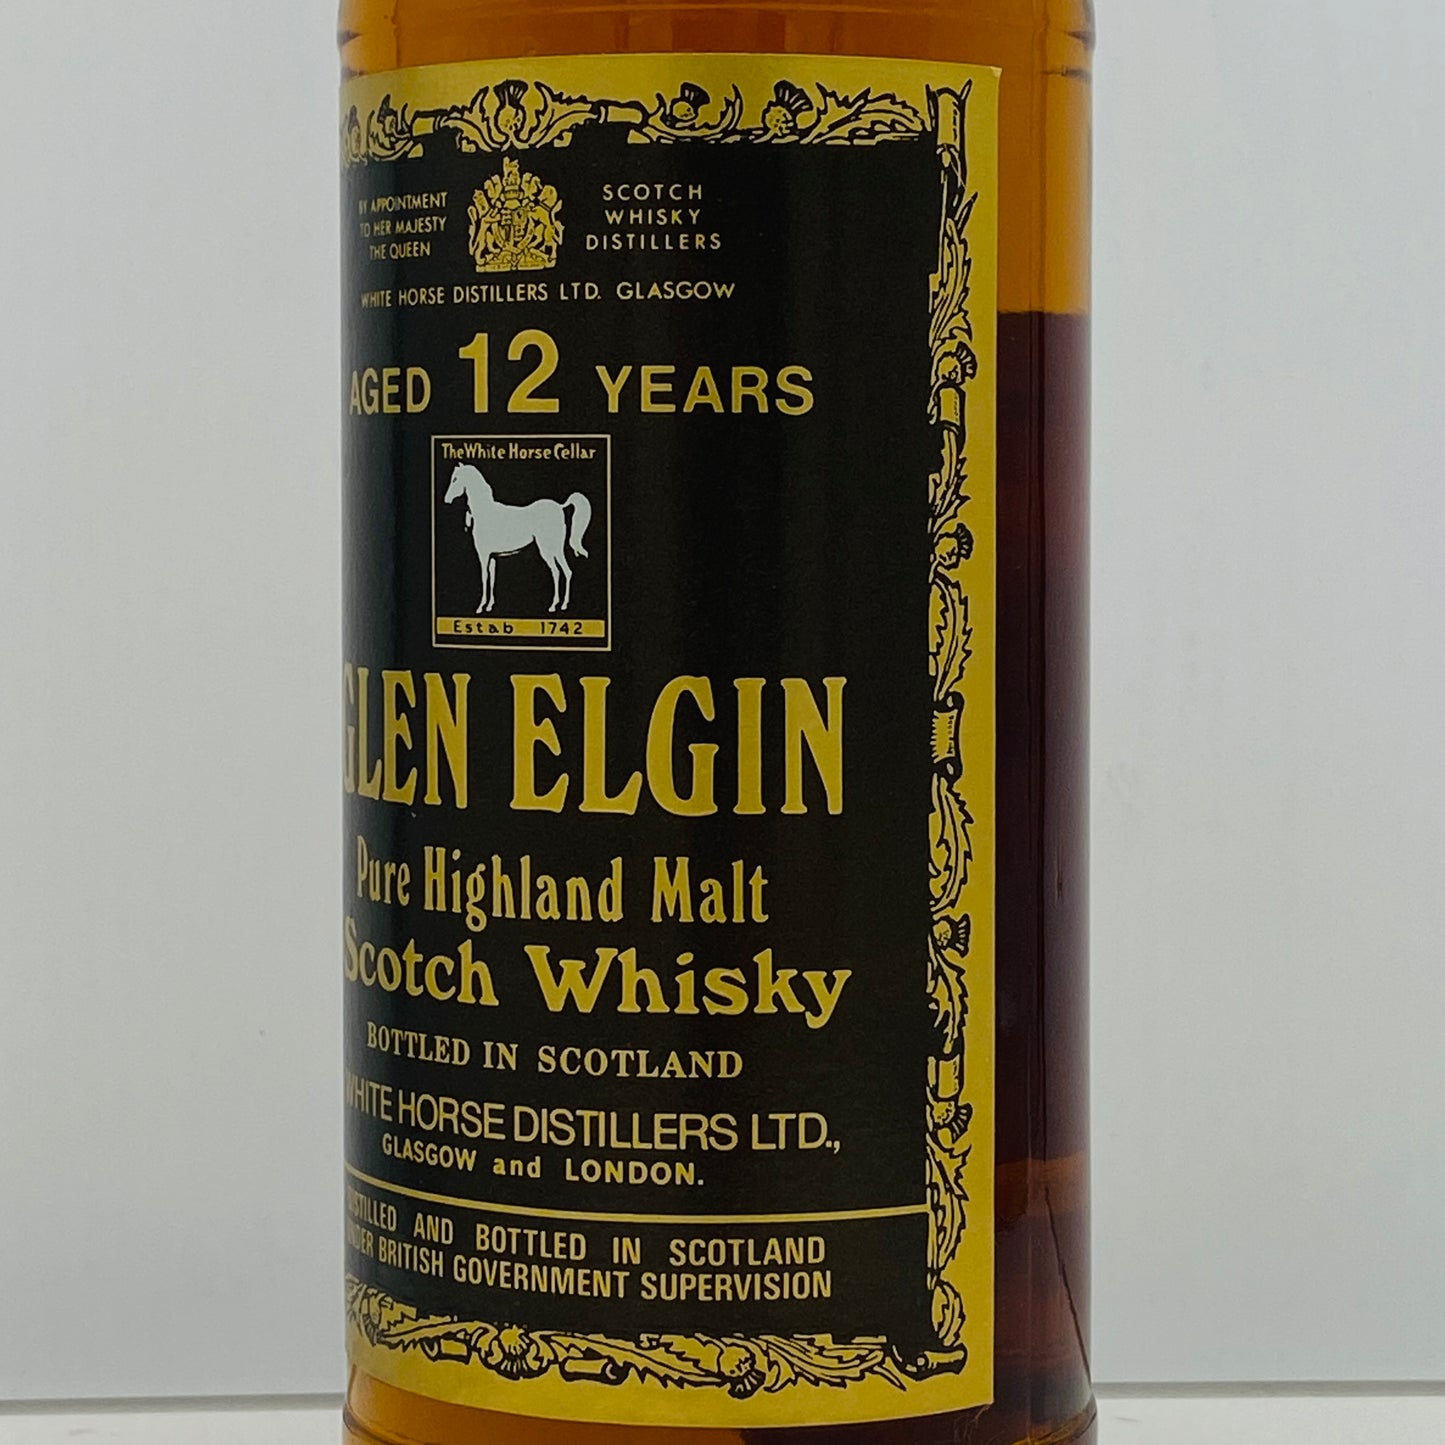 BY APPOINTMENT
TO HER MAJESTY
THE QUEEN
SCOTCH
WHISKY
DISTILLERS
WHITE HORSE DISTILLERS LTD. GLASGOW
AGED 12 YEARS
The White Horse Cellar
Estab 1742
GLEN ELGIN
Pure Highland Malt
Scotch Whisky
BOTTLED IN SCOTLAND
WHITE HORSE DISTILLERS LTD.,
GLASGOW and LONDON.
DISTILLED AND BOTTLED IN SCOTLAND
UNDER BRITISH GOVERNMENT SUPERVISION